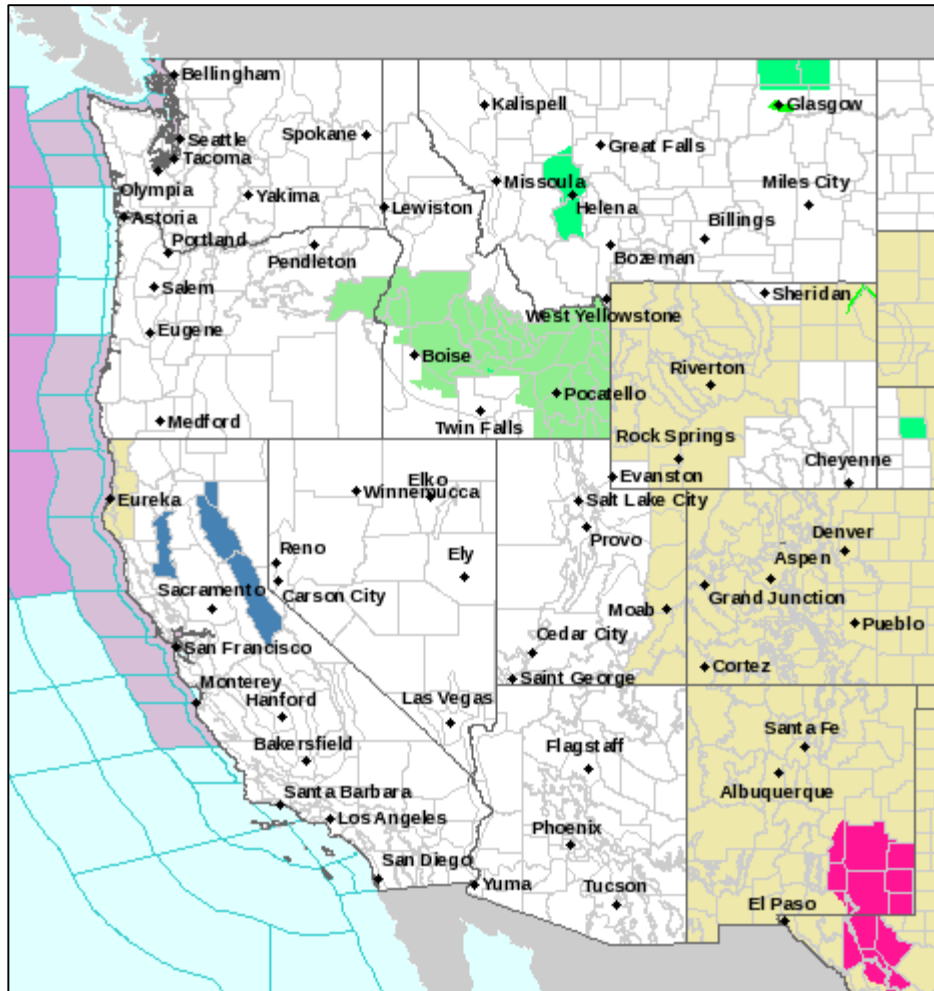 Bellingham
Kalispell
Glasgow
Seattle
Spokane
Great Falls
Tacoma
Missoula
Miles City
Olympia
Yakima
Lewiston
Helena
Astoria
Billings
Portland
Pendleton
Bozeman
Salem
Sheridan
West Yellowstone
Eugene
Boise
Riverton
Pocatello
Medford
Twin Falls
Rock Springs
Cheyenne
Evanston
Elko
Eureka
Winnemucca
Salt Lake City
Provo
Denver
Reno
Ely
Aspen
Sacramento
Carson City
Grand Junction
Moab
Pueblo
San Francisco
Cedar City
Cortez
Saint George
Monterey
Hanford
Las Vegas
Santa Fe
Bakersfield
Flagstaff
Albuquerque
Santa Barbara
Los Angeles
Phoenix
San Diego
Yuma
Tucson
El Paso